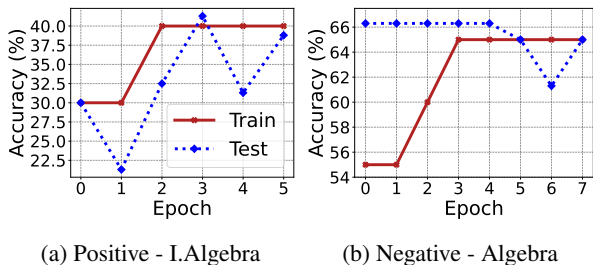 Accuracy (%)
40.0
37.5
35.0
32.5
30.0
27.5
25.0
22.5
0 1 2 3 4 5
Epoch
Train
Test
(a) Positive - I.Algebra
Accuracy (%)
66
64
62
60
58
56
54
0 1 2 3 4 5 6 7
Epoch
(b) Negative - Algebra